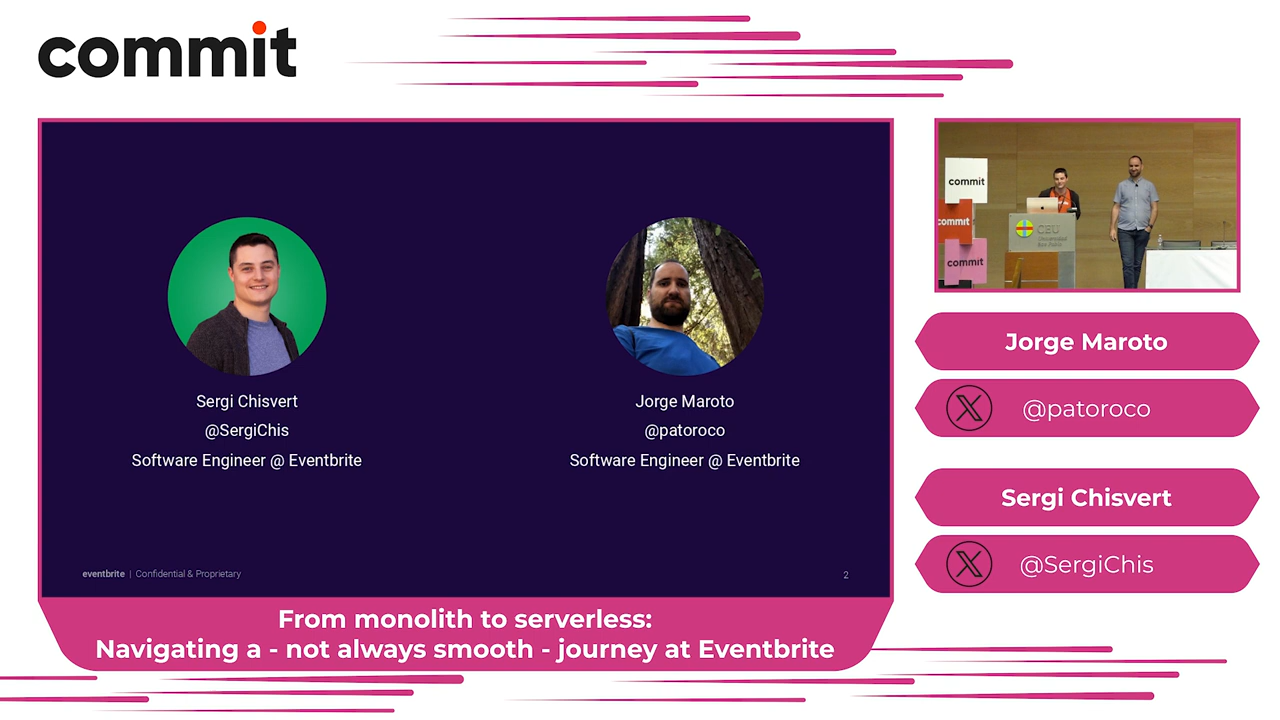 commit
Sergi Chisvert
@SergiChis
Software Engineer @ Eventbrite
Jorge Maroto
@patoroco
Software Engineer @ Eventbrite
eventbrite | Confidential & Proprietary
2
From monolith to serverless:
Navigating a - not always smooth - journey at Eventbrite
commit
commit
commit
CEU
Jorge Maroto
@patoroco
Sergi Chisvert
@SergiChis